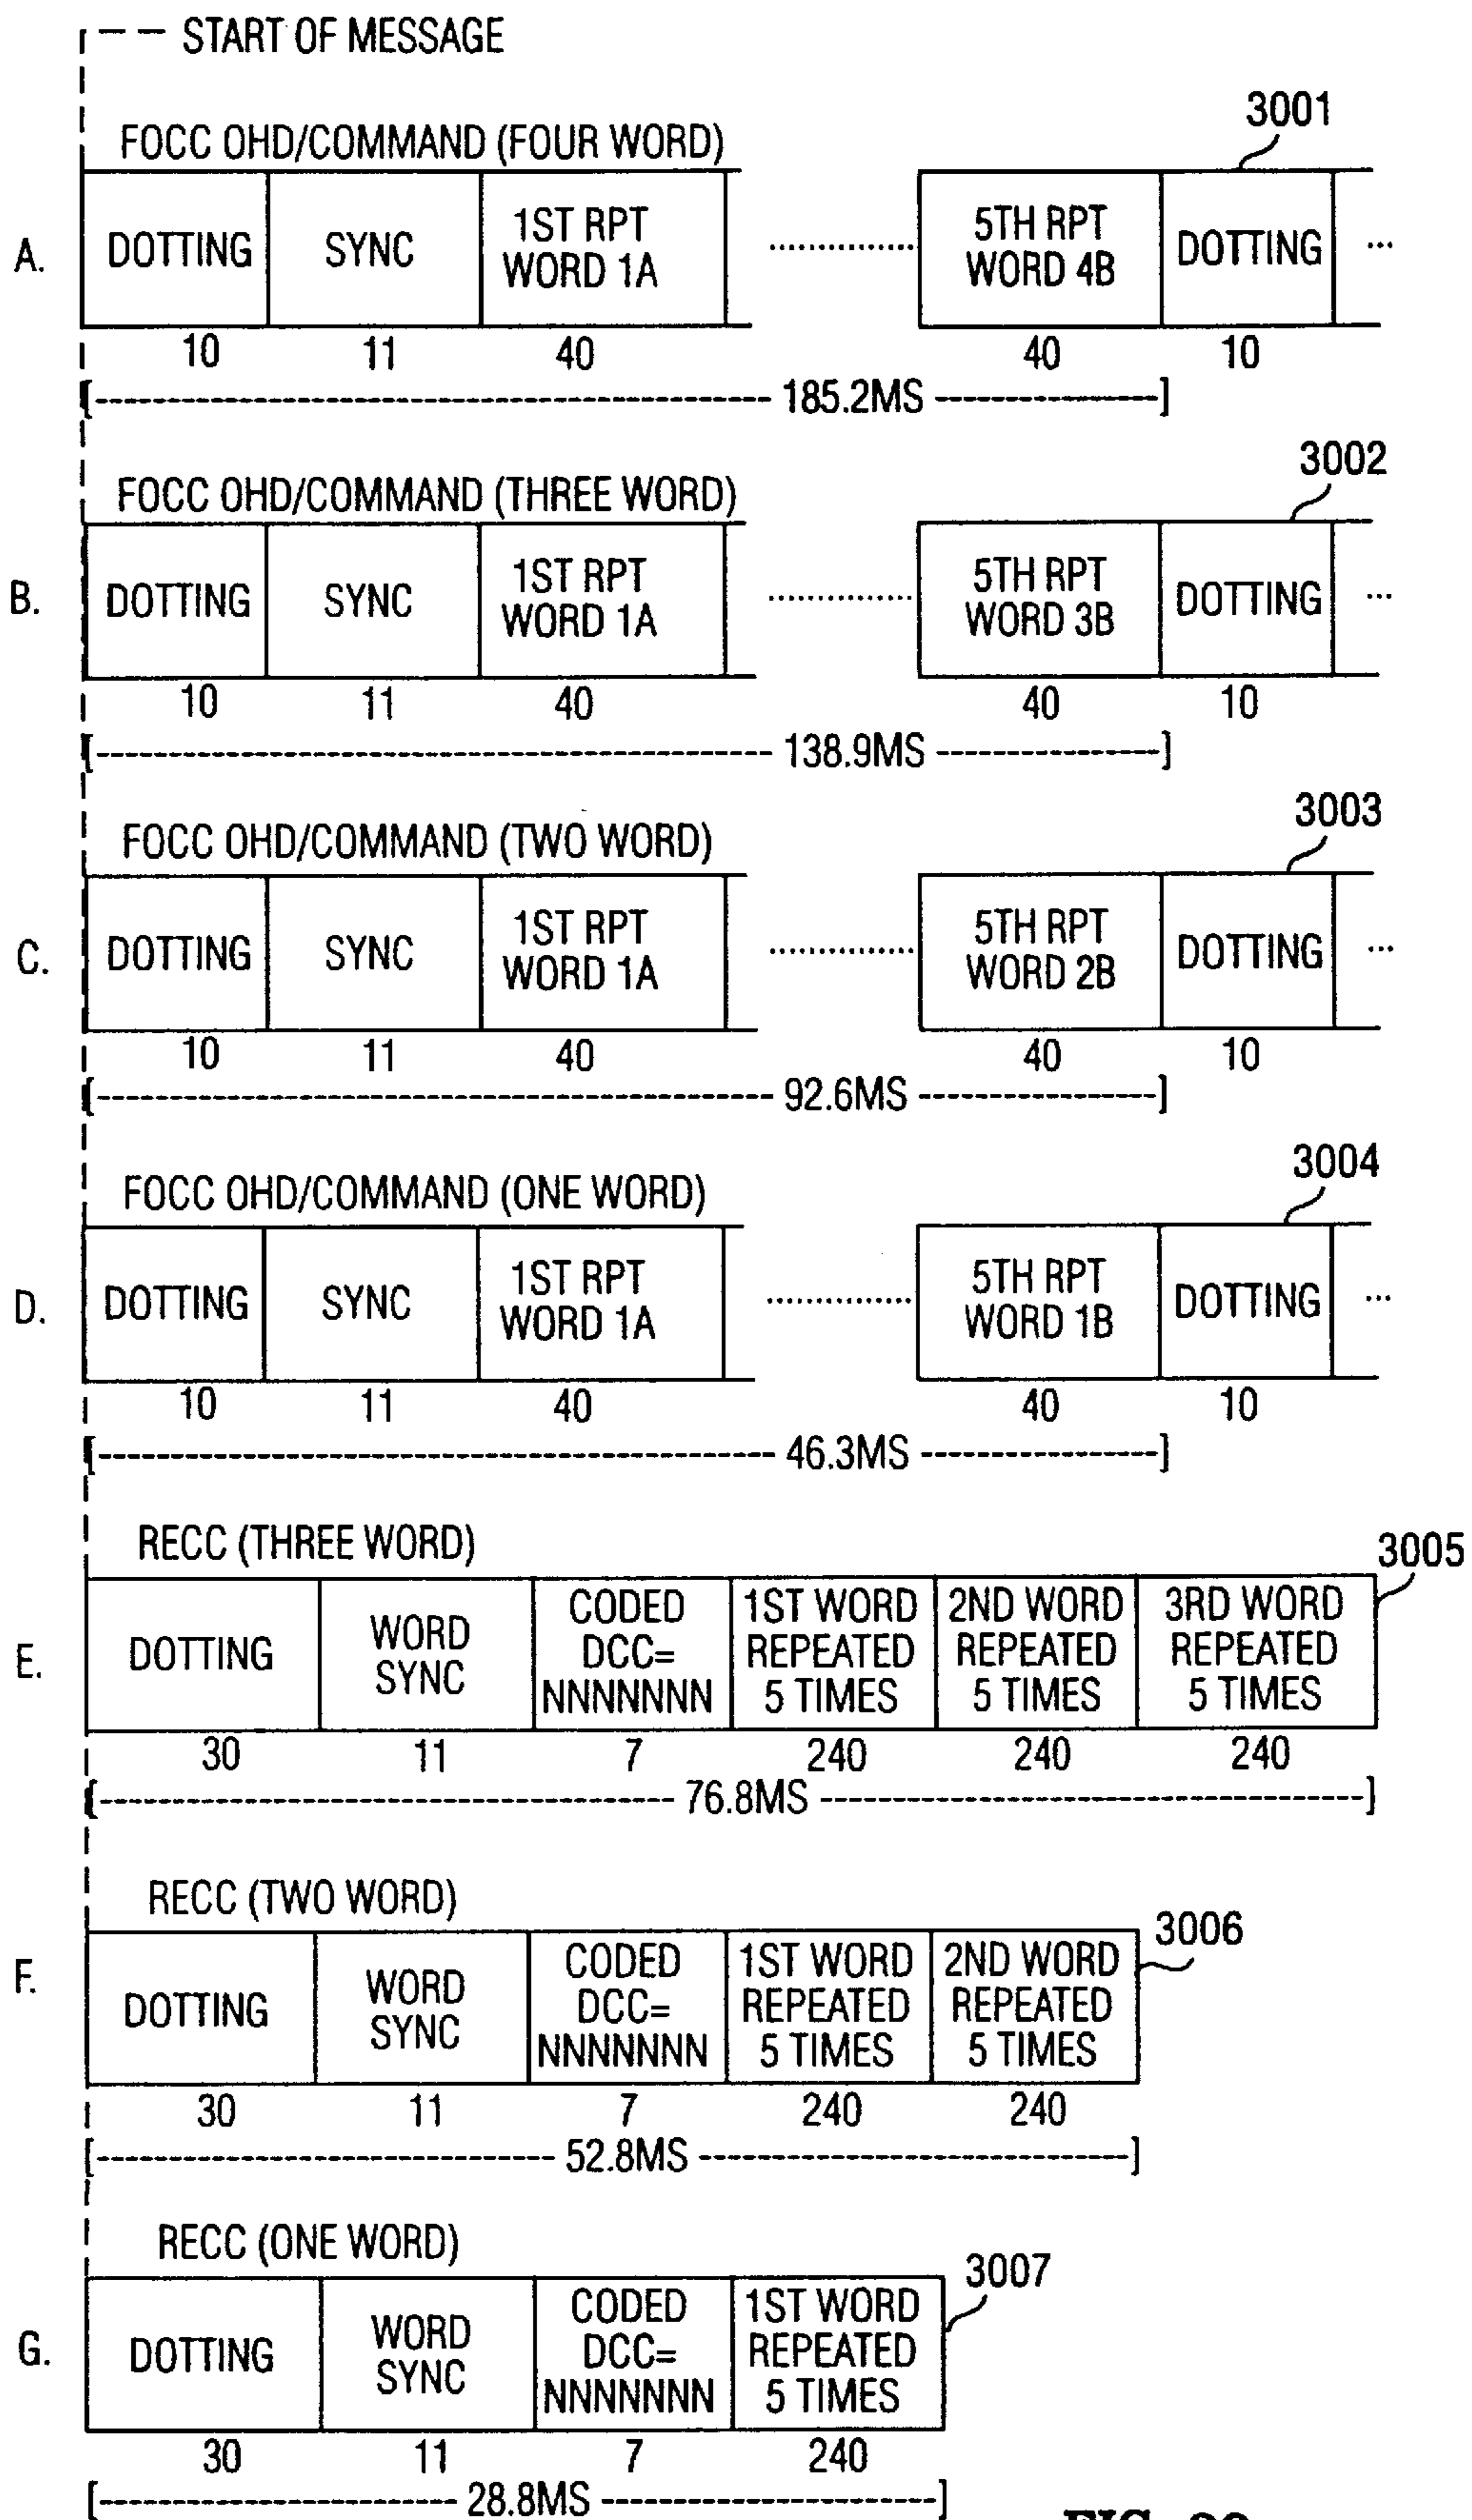 START OF MESSAGE
3001
FOCC OHD/COMMAND (FOUR WORD)
A.
DOTTING
SYNC
1ST RPT
WORD 1A
5TH RPT
WORD 4B
DOTTING
...
10
11
40
40
10
185.2MS
3002
FOCC OHD/COMMAND (THREE WORD)
B.
DOTTING
SYNC
1ST RPT
WORD 1A
5TH RPT
WORD 3B
DOTTING
...
10
11
40
40
10
138.9MS
3003
FOCC OHD/COMMAND (TWO WORD)
C.
DOTTING
SYNC
1ST RPT
WORD 1A
5TH RPT
WORD 2B
DOTTING
...
10
11
40
40
10
92.6MS
3004
FOCC OHD/COMMAND (ONE WORD)
D.
DOTTING
SYNC
1ST RPT
WORD 1A
5TH RPT
WORD 1B
DOTTING
...
10
11
40
40
10
46.3MS
RECC (THREE WORD)
3005
E.
DOTTING
WORD
SYNC
CODED
DCC=
NNNNNNN
1ST WORD
REPEATED
5 TIMES
2ND WORD
REPEATED
5 TIMES
3RD WORD
REPEATED
5 TIMES
30
11
7
240
240
240
76.8MS
RECC (TWO WORD)
3006
F.
DOTTING
WORD
SYNC
CODED
DCC=
NNNNNNN
1ST WORD
REPEATED
5 TIMES
2ND WORD
REPEATED
5 TIMES
30
11
7
240
240
52.8MS
RECC (ONE WORD)
3007
G.
DOTTING
WORD
SYNC
CODED
DCC=
NNNNNNN
1ST WORD
REPEATED
5 TIMES
30
11
7
240
28.8MS
FIG.